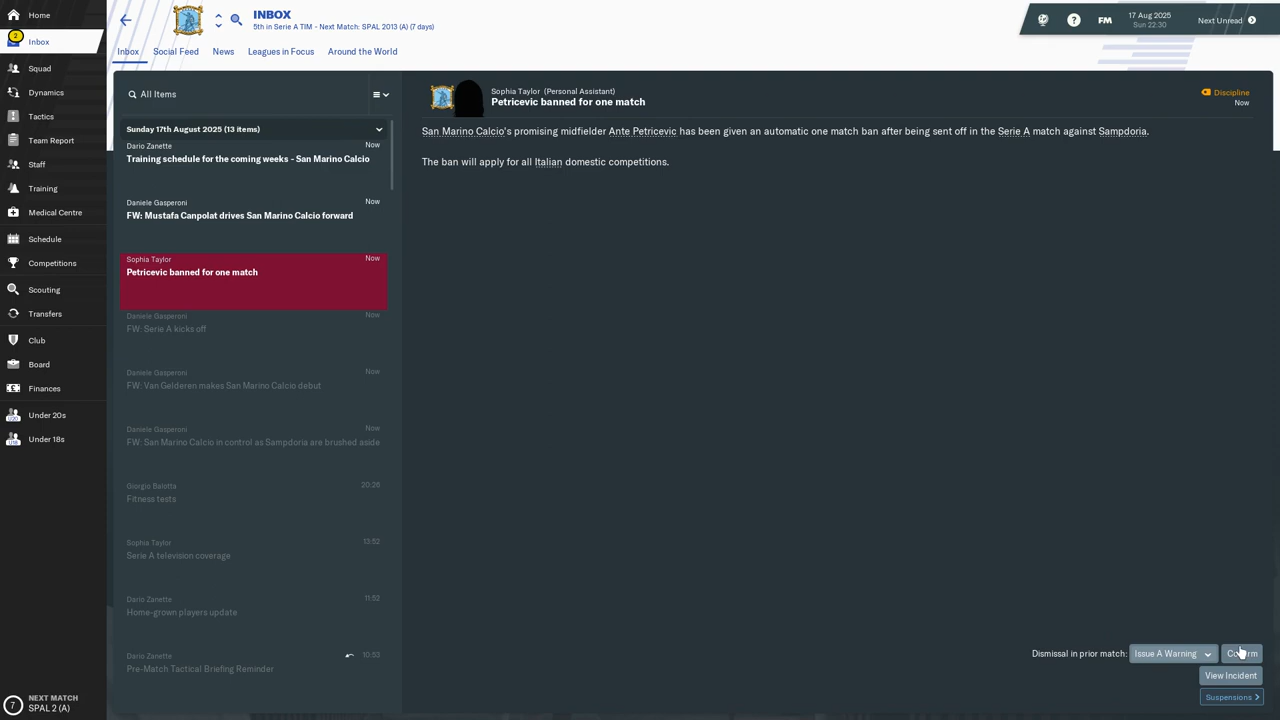 Home
2
Inbox
Squad
Dynamics
Tactics
Team Report
Staff
Training
Medical Centre
Schedule
Competitions
Scouting
Transfers
Club
Board
Finances
Under 20s
Under 18s
7
NEXT MATCH
SPAL 2 (A)
INBOX
5th in Serie A TIM - Next Match: SPAL 2013 (A) (7 days)
?
FM
17 Aug 2025
Sun 22:30
Next Unread
Inbox
Social Feed
News
Leagues in Focus
Around the World
All Items
Sunday 17th August 2025 (13 items)
Dario Zanette
Now
Training schedule for the coming weeks - San Marino Calcio
Daniele Gasperoni
Now
FW: Mustafa Canpolat drives San Marino Calcio forward
Sophia Taylor
Now
Petricevic banned for one match
Daniele Gasperoni
Now
FW: Serie A kicks off
Daniele Gasperoni
Now
FW: Van Gelderen makes San Marino Calcio debut
Daniele Gasperoni
Now
FW: San Marino Calcio in control as Sampdoria are brushed aside
Giorgio Balotta
20:26
Fitness tests
Sophia Taylor
13:52
Serie A television coverage
Dario Zanette
11:52
Home-grown players update
Dario Zanette
10:53
Pre-Match Tactical Briefing Reminder
Sophia Taylor (Personal Assistant)
Petricevic banned for one match
Discipline
Now
San Marino Calcio's promising midfielder Ante Petricevic has been given an automatic one match ban after being sent off in the Serie A match against Sampdoria.
The ban will apply for all Italian domestic competitions.
Dismissal in prior match:
Issue A Warning
Confirm
View Incident
Suspensions